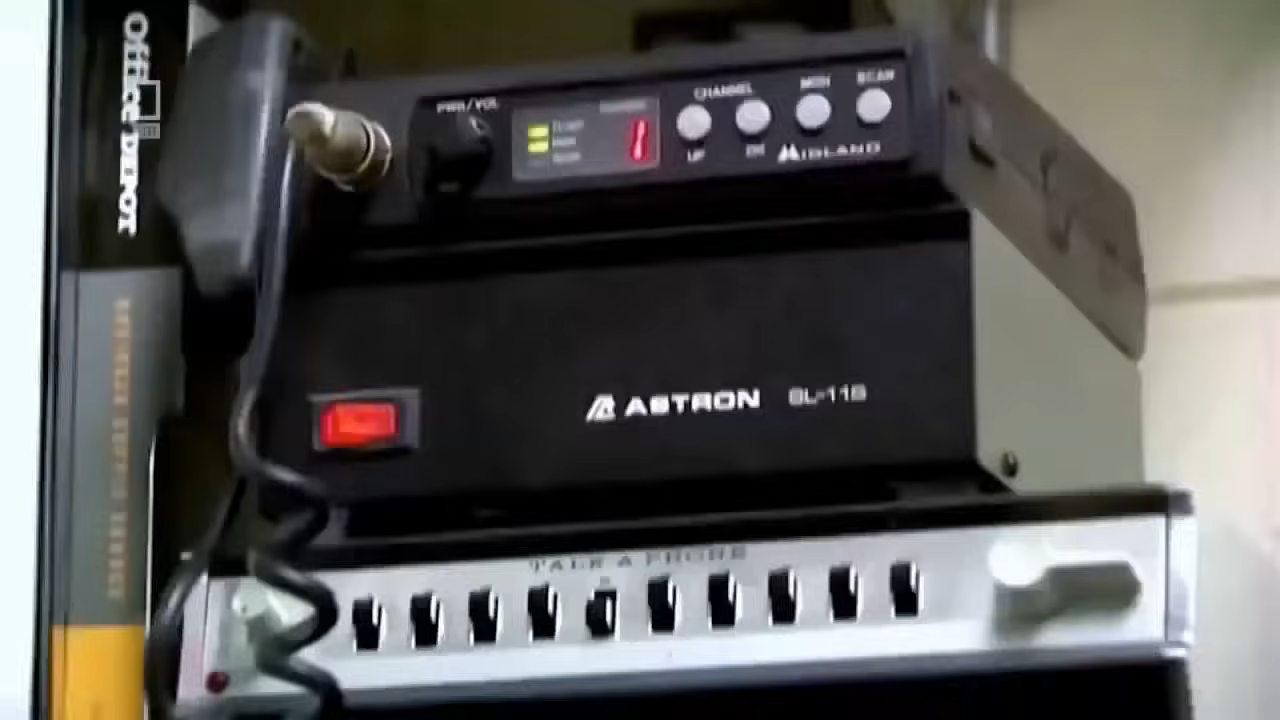 Office DEPOT
PWR/VOL
CHANNEL
MON
SCAN
1
UP
DN
MIDLAND
ASTRON SL-11S
TALK A PHONE